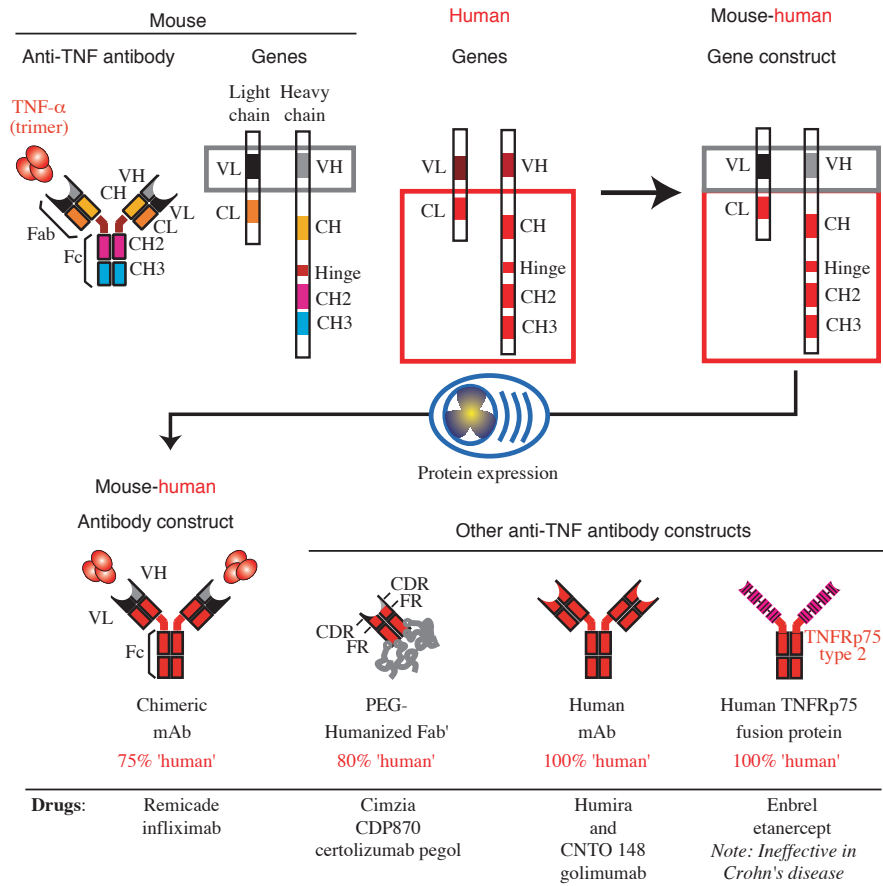 Mouse
Human
Mouse-human
Anti-TNF antibody
Genes
Genes
Gene construct
TNF-α
(trimer)
Light
chain
Heavy
chain
VH
CH
VL
CL
Fab
Fc
CH2
CH3
VL
VH
CL
CH
Hinge
CH2
CH3
VL
VH
CL
CH
Hinge
CH2
CH3
VL
VH
CL
CH
Hinge
CH2
CH3
Protein expression
Mouse-human
Antibody construct
Other anti-TNF antibody constructs
VH
VL
Fc
CDR
FR
CDR
FR
TNFRp75
type 2
Chimeric
mAb
75% 'human'
PEG-
Humanized Fab'
80% 'human'
Human
mAb
100% 'human'
Human TNFRp75
fusion protein
100% 'human'
Drugs:
Remicade
infliximab
Cimzia
CDP870
certolizumab pegol
Humira
and
CNTO 148
golimumab
Enbrel
etanercept
Note: Ineffective in
Crohn's disease